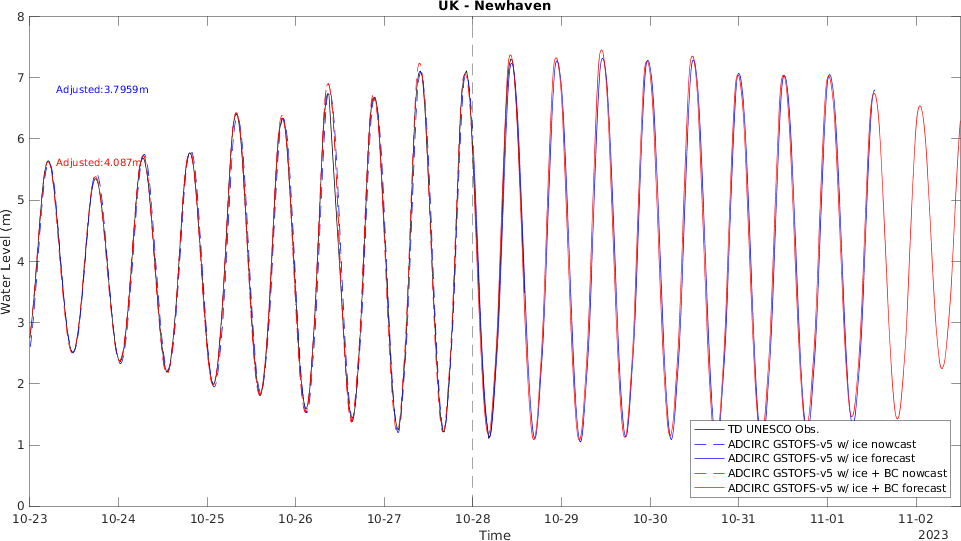 UK - Newhaven
8
7
6
5
4
3
2
1
0
Water Level (m)
Adjusted:3.7959m
Adjusted:4.087m
TD UNESCO Obs.
ADCIRC GSTOFS-v5 w/ ice nowcast
ADCIRC GSTOFS-v5 w/ ice forecast
ADCIRC GSTOFS-v5 w/ ice + BC nowcast
ADCIRC GSTOFS-v5 w/ ice + BC forecast
10-23 10-24 10-25 10-26 10-27 10-28 10-29 10-30 10-31 11-01 11-02
Time
2023